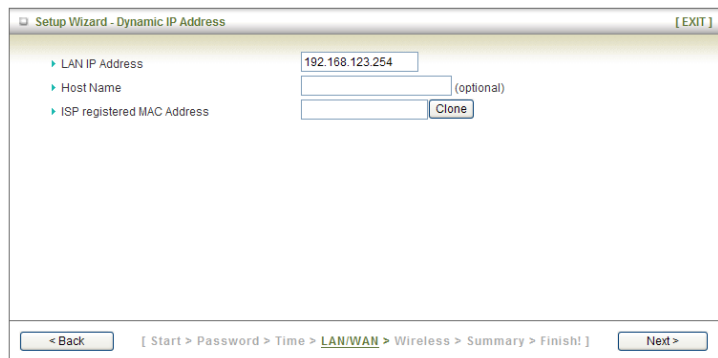 Setup Wizard - Dynamic IP Address [ EXIT ]
LAN IP Address 192.168.123.254
Host Name (optional)
ISP registered MAC Address Clone
< Back [ Start > Password > Time > LAN/WAN > Wireless > Summary > Finish! ] Next >